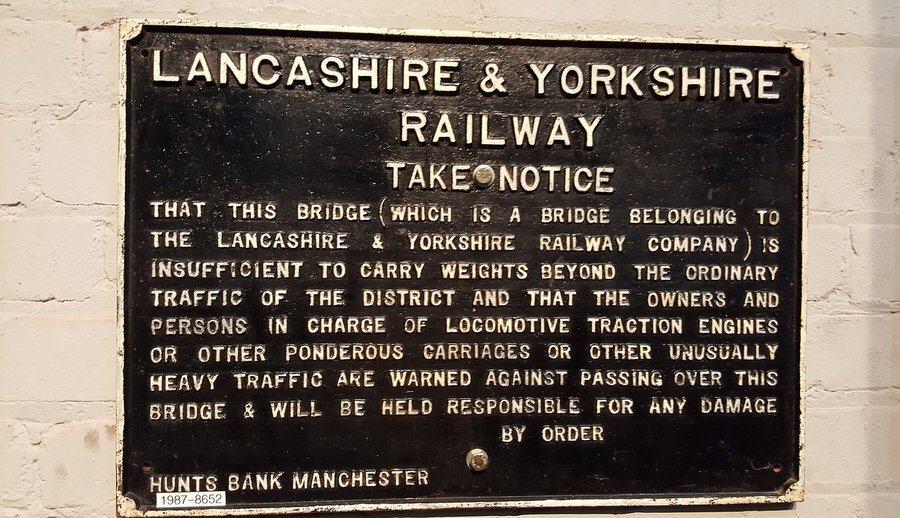 LANCASHIRE & YORKSHIRE
RAILWAY
TAKE NOTICE
THAT THIS BRIDGE (WHICH IS A BRIDGE BELONGING TO
THE LANCASHIRE & YORKSHIRE RAILWAY COMPANY) IS
INSUFFICIENT TO CARRY WEIGHTS BEYOND THE ORDINARY
TRAFFIC OF THE DISTRICT AND THAT THE OWNERS AND
PERSONS IN CHARGE OF LOCOMOTIVE TRACTION ENGINES
OR OTHER PONDEROUS CARRIAGES OR OTHER UNUSUALLY
HEAVY TRAFFIC ARE WARNED AGAINST PASSING OVER THIS
BRIDGE & WILL BE HELD RESPONSIBLE FOR ANY DAMAGE
BY ORDER
HUNTS BANK MANCHESTER
1987-8652